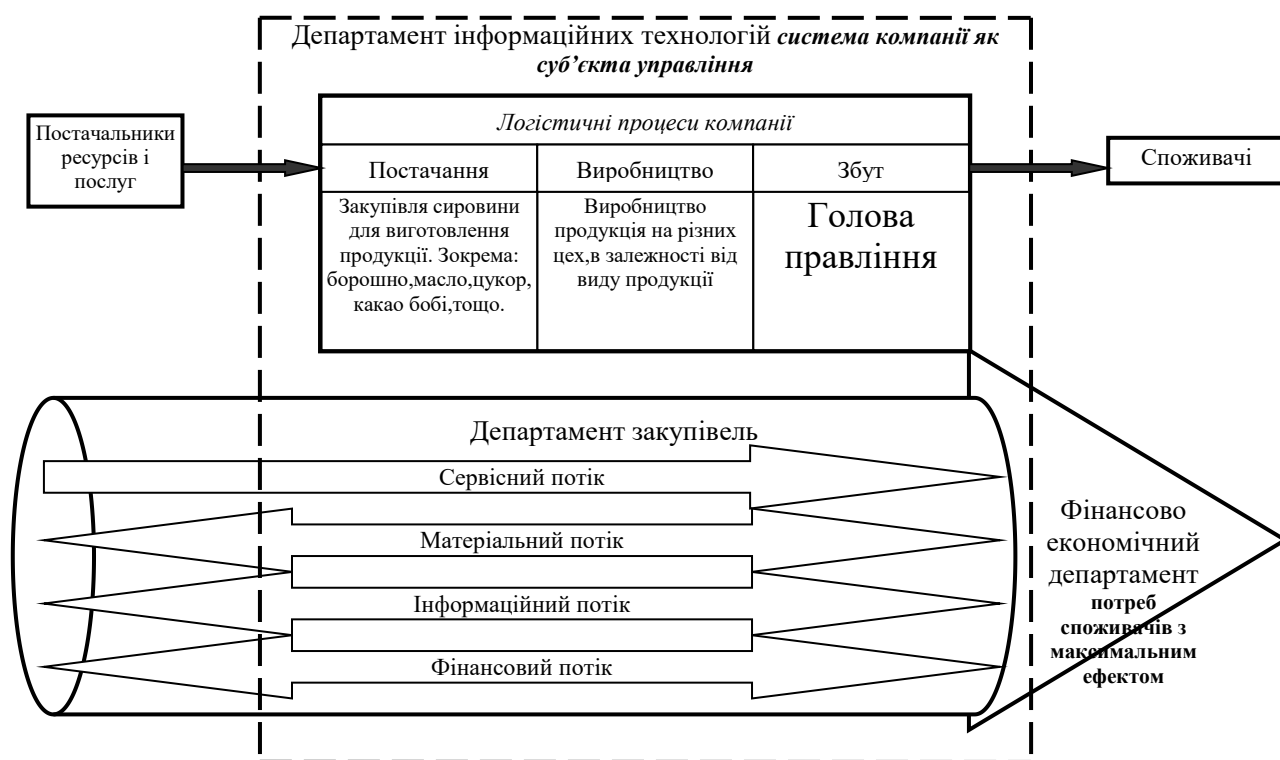 Департамент інформаційних технологій система компанії як
суб’єкта управління
Постачальники
ресурсів і
послуг
Логістичні процеси компанії
Постачання
Виробництво
Збут
Споживачі
Закупівля сировини
для виготовлення
продукції. Зокрема:
борошно,масло,цукор,
какао бобі,тощо.
Виробництво
продукція на різних
цех,в залежності від
виду продукції
Голова
правління
Департамент закупівель
Сервісний потік
Матеріальний потік
Інформаційний потік
Фінансовий потік
Фінансово
економічний
департамент
потреб
споживачів з
максимальним
ефектом